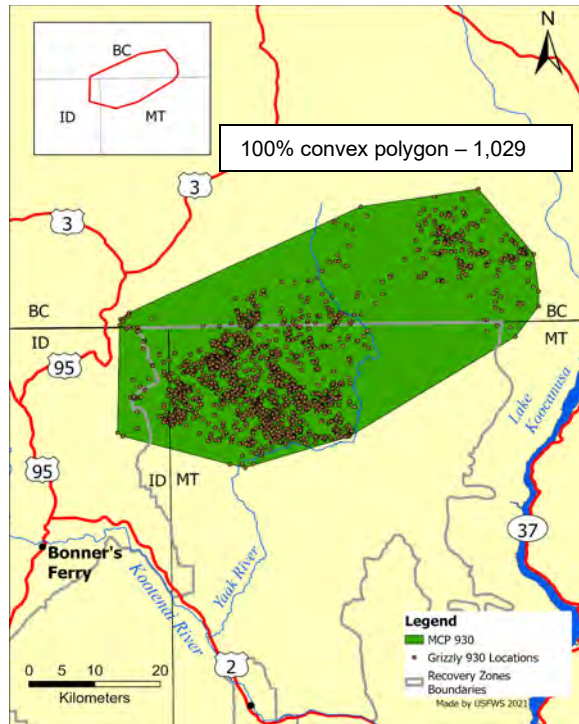 N
BC
ID
MT
100% convex polygon – 1,029
3
3
BC
ID
MT
95
Lake
Koocanusa
ID
MT
95
37
Bonner's
Ferry
Kootenai River
Yaak River
2
Legend
MCP 930
Grizzly 930 Locations
Recovery Zones
Boundaries
Made by USFWS 2021
0 5 10 20
Kilometers